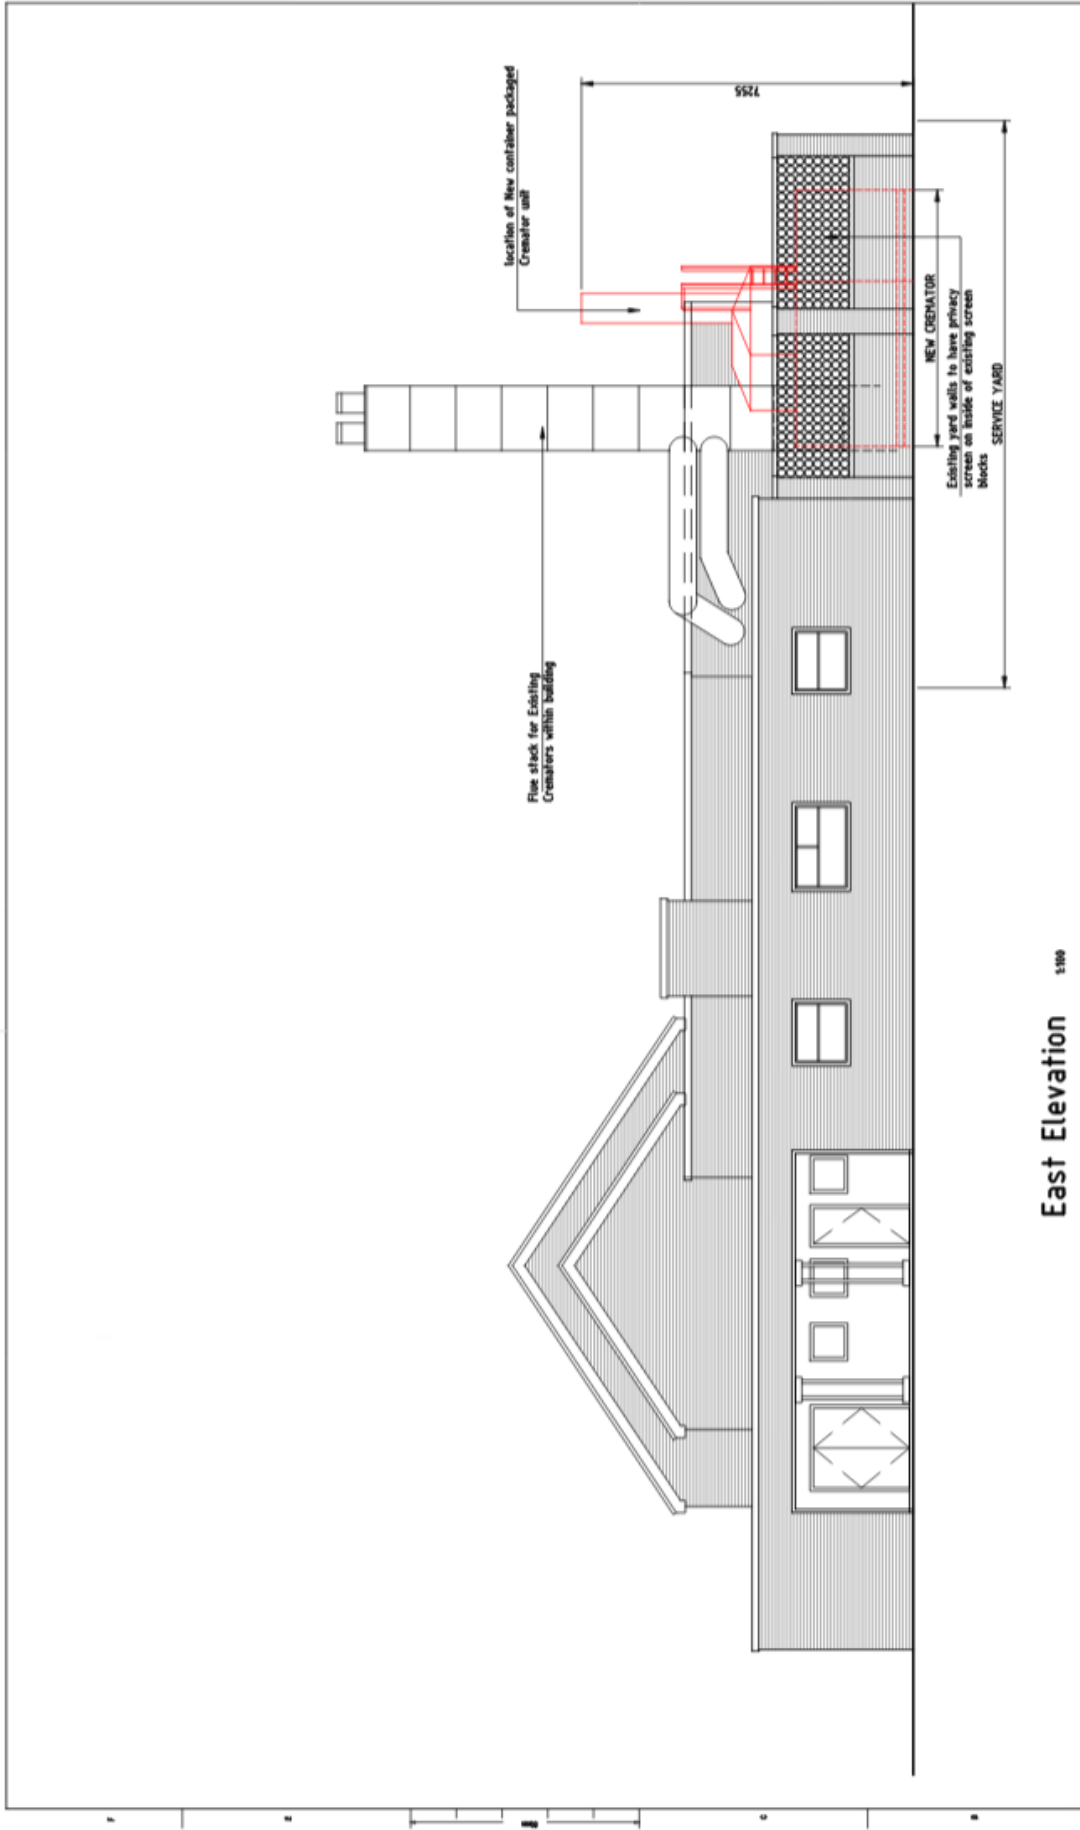 location of New container packaged
Cremator unit
7255
Flue stack for Existing
Cremators within building
NEW CREMATOR
Existing yard walls to have privacy
screen on inside of existing screen
blocks
SERVICE YARD
East Elevation
1:100
F
E
C
B